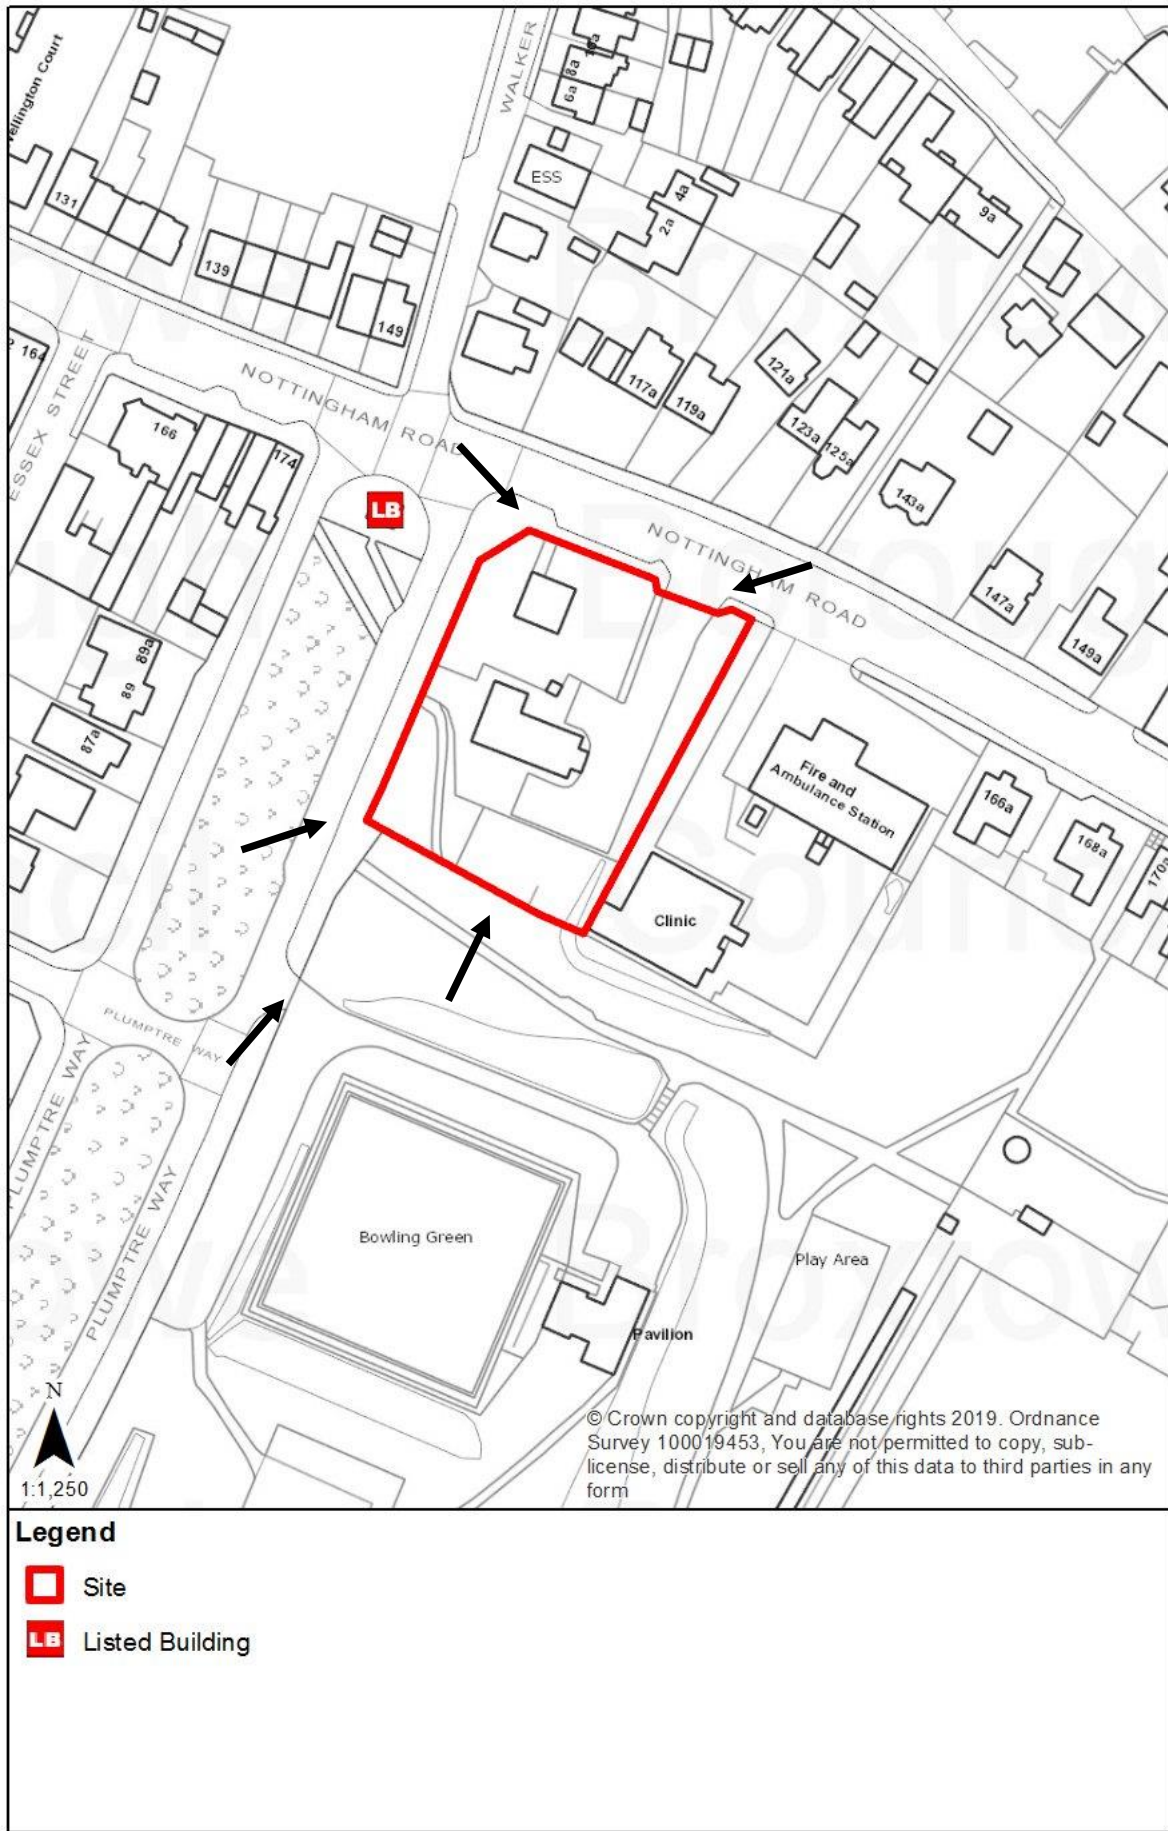 Wellington Court
WALKER
10a
8a
6a
ESS
4a
2a
9a
131
139
149
164
ESSEX STREET
NOTTINGHAM ROAD
166
174
117a
119a
121a
123a
125a
143a
147a
149a
LB
NOTTINGHAM ROAD
89a
89
87a
Fire and
Ambulance Station
166a
168a
170a
Clinic
PLUMPTRE WAY
PLUMPTRE WAY
PLUMPTRE WAY
Bowling Green
Play Area
Pavilion
N
1:1,250
© Crown copyright and database rights 2019. Ordnance
Survey 100019453, You are not permitted to copy, sub-
license, distribute or sell any of this data to third parties in any
form
Legend
Site
LB Listed Building